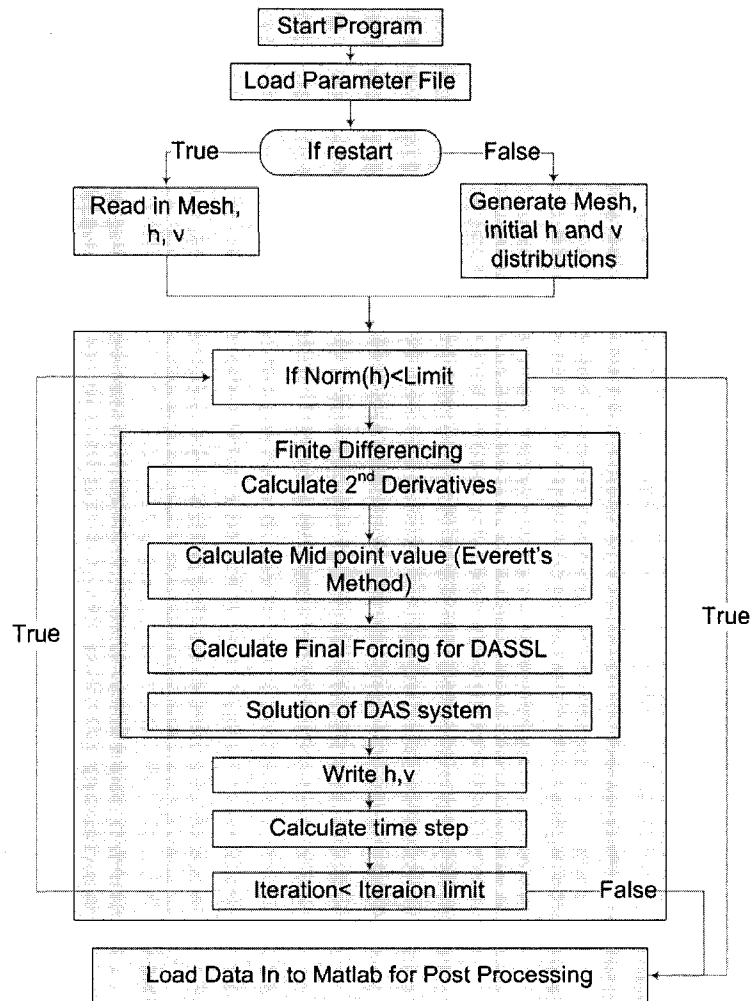 Start Program
Load Parameter File
True
If restart
False
Read in Mesh,
h, v
Generate Mesh,
initial h and v
distributions
If Norm(h)<Limit
Finite Differencing
Calculate 2nd Derivatives
Calculate Mid point value (Everett's
Method)
True
True
Calculate Final Forcing for DASSL
Solution of DAS system
Write h,v
Calculate time step
Iteration< Iteraion limit
False
Load Data In to Matlab for Post Processing